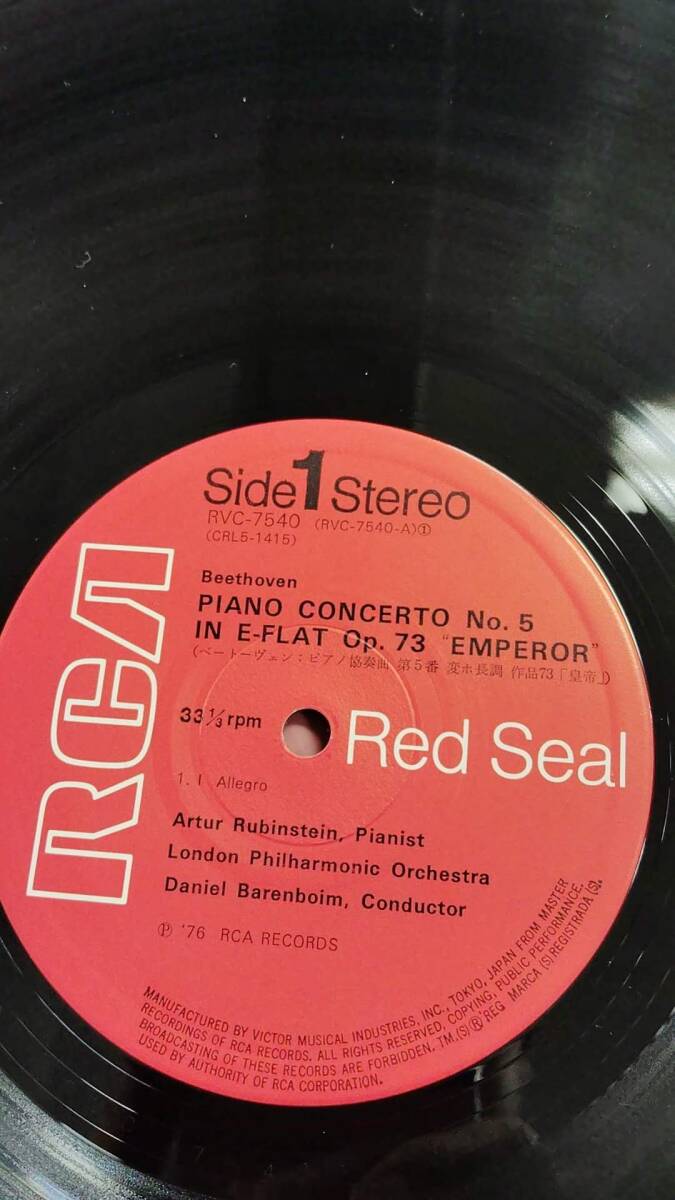 Side 1 Stereo
RVC-7540 (RVC-7540-A)①
(CRL5-1415)
Beethoven
PIANO CONCERTO No. 5
IN E-FLAT Op. 73 "EMPEROR"
(ベートーヴェン:ピアノ協奏曲 第5番 変ホ長調 作品73「皇帝」)
33⅓ rpm
RCA
Red Seal
1. I Allegro
Artur Rubinstein, Pianist
London Philharmonic Orchestra
Daniel Barenboim, Conductor
℗ '76 RCA RECORDS
MANUFACTURED BY VICTOR MUSICAL INDUSTRIES, INC., TOKYO, JAPAN FROM MASTER
RECORDINGS OF RCA RECORDS. ALL RIGHTS RESERVED, COPYING, PUBLIC PERFORMANCE,
BROADCASTING OF THESE RECORDS ARE FORBIDDEN. TM.(S)® REG MARCA (S) REGISTRADA (S).
USED BY AUTHORITY OF RCA CORPORATION.